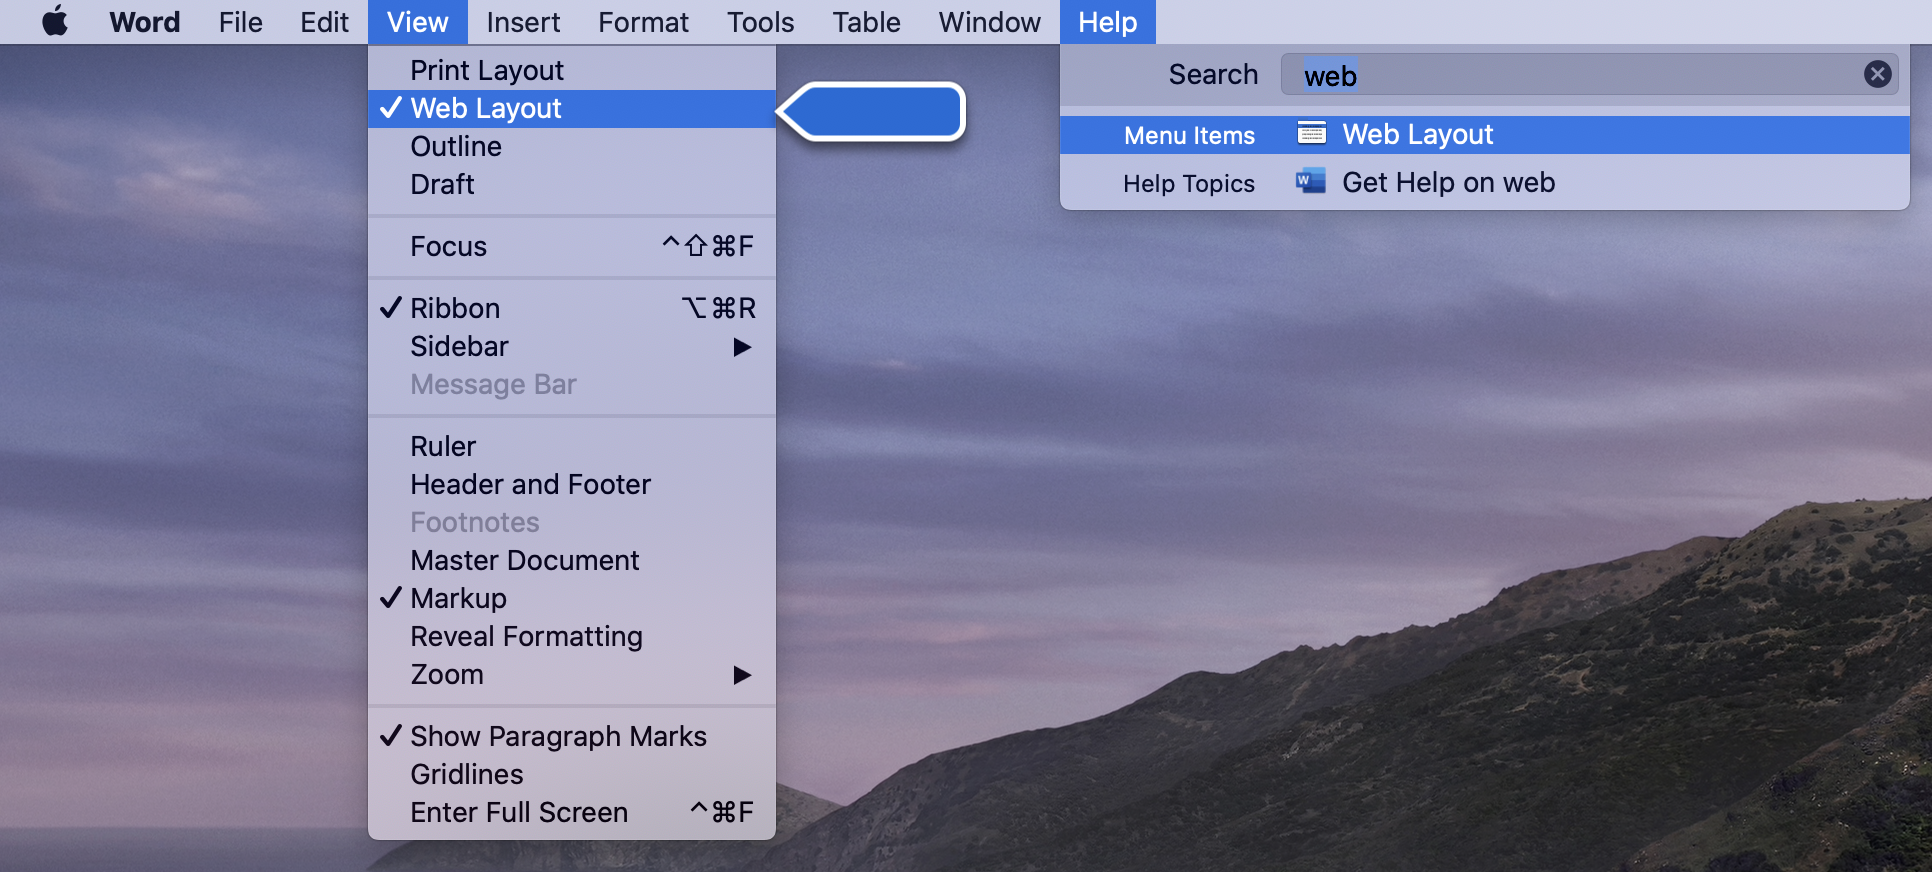 Word File Edit View Insert Format Tools Table Window Help
Print Layout
✓ Web Layout
Outline
Draft
Focus ^⇧⌘F
✓ Ribbon ⌥⌘R
Sidebar ▶
Message Bar
Ruler
Header and Footer
Footnotes
Master Document
✓ Markup
Reveal Formatting
Zoom ▶
✓ Show Paragraph Marks
Gridlines
Enter Full Screen ^⌘F
Search web
Menu Items Web Layout
Help Topics W Get Help on web